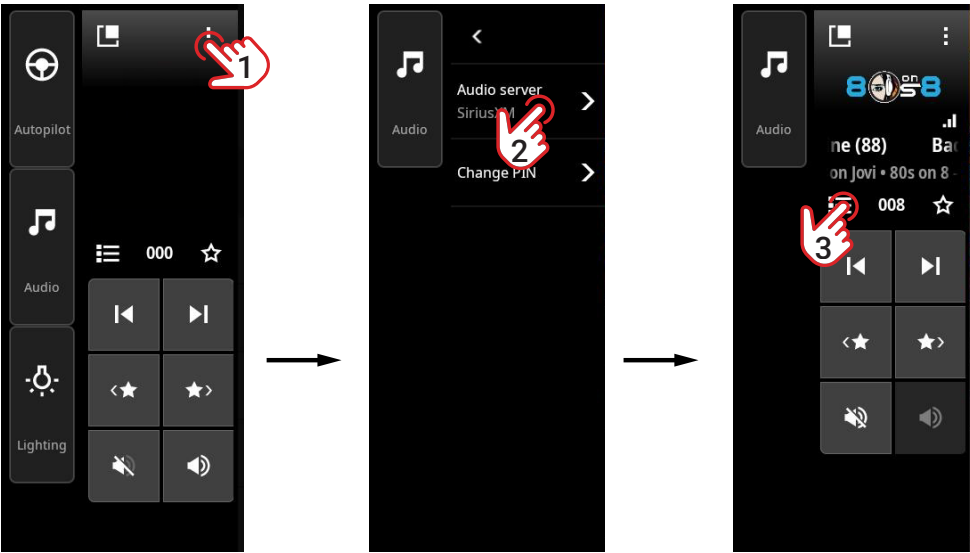 Autopilot
Audio
Lighting
1
000
Audio
Audio server
SiriusXM
2
Change PIN
Audio
8 on 8
ne (88) Bac
on Jovi • 80s on 8 -
008
3